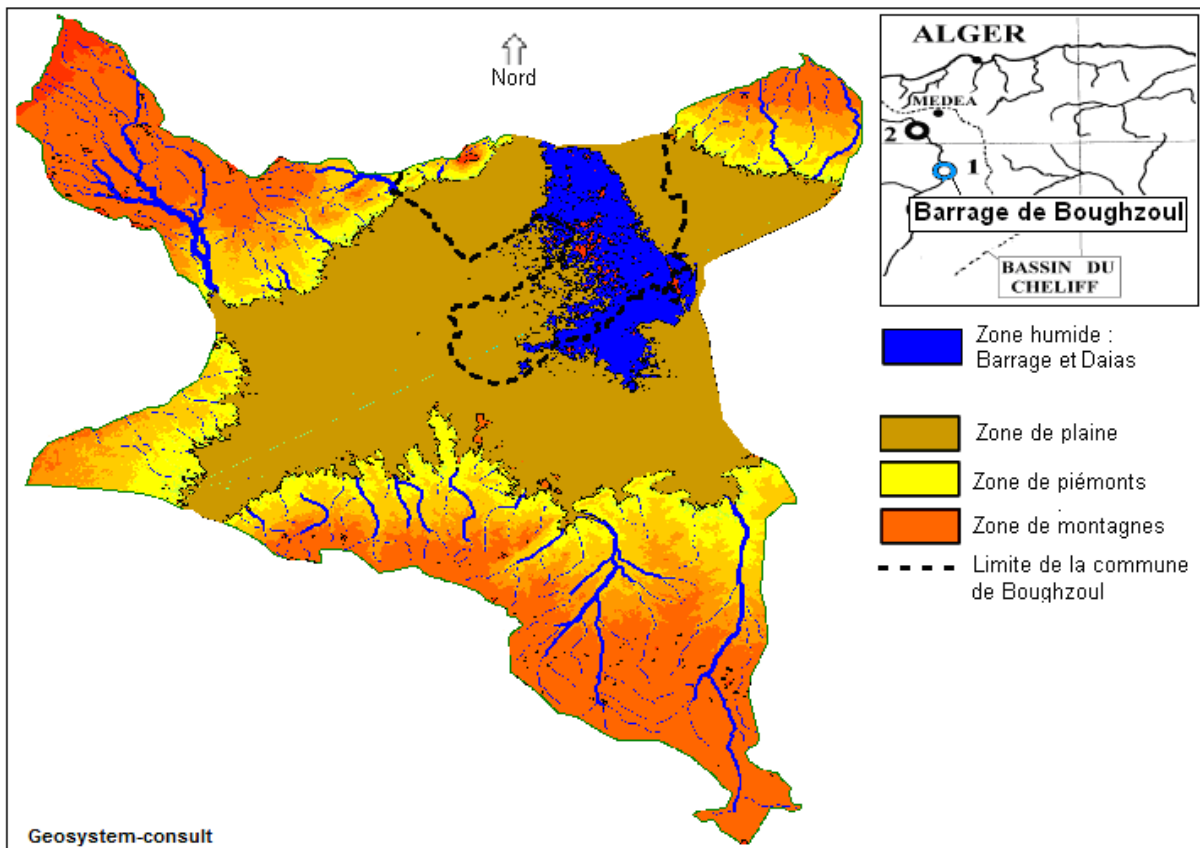 Nord
ALGER
MEDEA
2
1
Barrage de Boughzoul
BASSIN DU
CHELIFF
Zone humide :
Barrage et Daias
Zone de plaine
Zone de piémonts
Zone de montagnes
Limite de la commune
de Boughzoul
Geosystem-consult